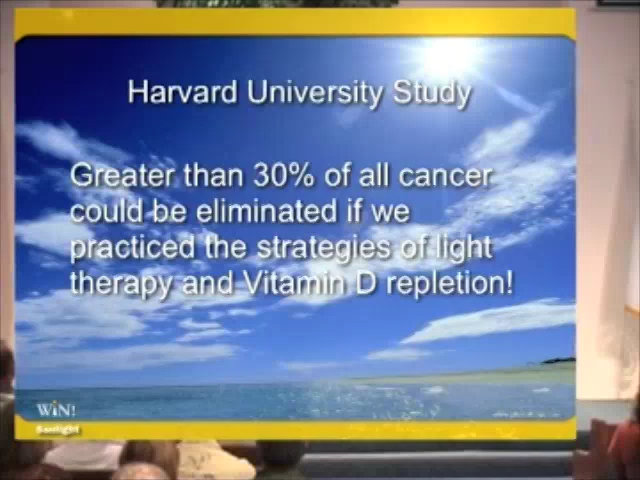 Harvard University Study
Greater than 30% of all cancer
could be eliminated if we
practiced the strategies of light
therapy and Vitamin D repletion!
WiN!
Spotlight